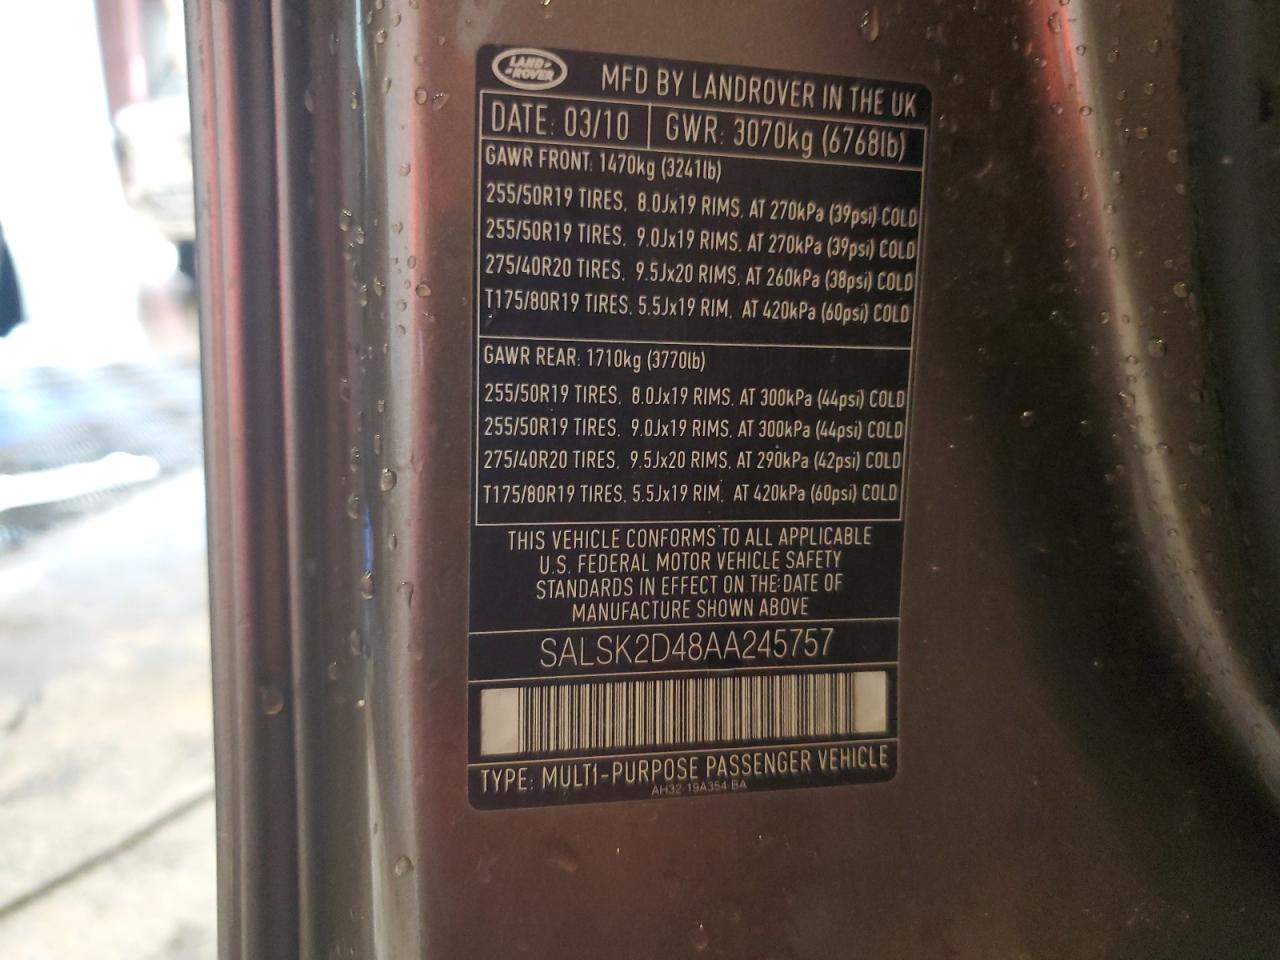 LAND ROVER
MFD BY LANDROVER IN THE UK
DATE: 03/10 GWR: 3070kg (6768lb)
GAWR FRONT: 1470kg (3241lb)
255/50R19 TIRES, 8.0Jx19 RIMS, AT 270kPa (39psi) COLD
255/50R19 TIRES, 9.0Jx19 RIMS, AT 270kPa (39psi) COLD
275/40R20 TIRES, 9.5Jx20 RIMS, AT 260kPa (38psi) COLD
T175/80R19 TIRES, 5.5Jx19 RIM, AT 420kPa (60psi) COLD
GAWR REAR: 1710kg (3770lb)
255/50R19 TIRES, 8.0Jx19 RIMS, AT 300kPa (44psi) COLD
255/50R19 TIRES, 9.0Jx19 RIMS, AT 300kPa (44psi) COLD
275/40R20 TIRES, 9.5Jx20 RIMS, AT 290kPa (42psi) COLD
T175/80R19 TIRES, 5.5Jx19 RIM, AT 420kPa (60psi) COLD
THIS VEHICLE CONFORMS TO ALL APPLICABLE
U.S. FEDERAL MOTOR VEHICLE SAFETY
STANDARDS IN EFFECT ON THE DATE OF
MANUFACTURE SHOWN ABOVE
SALSK2D48AA245757
TYPE: MULTI-PURPOSE PASSENGER VEHICLE
AH32-19A354-BA